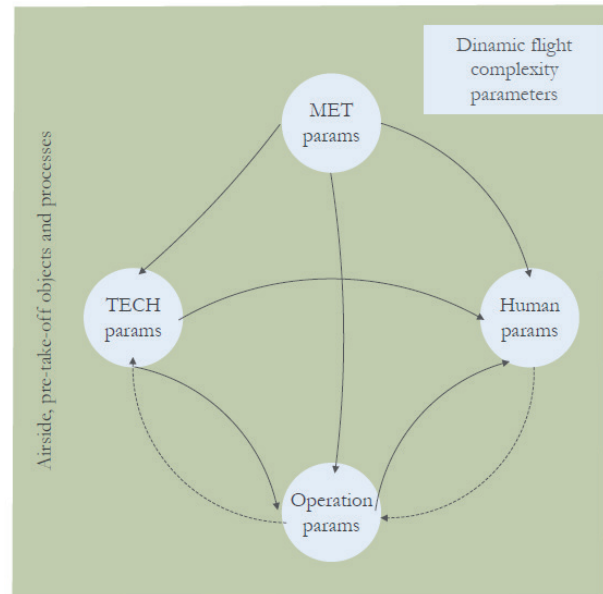 Dinamic flight
complexity
parameters
MET
params
Airside, pre-take-off objects and processes
TECH
params
Human
params
Operation
params